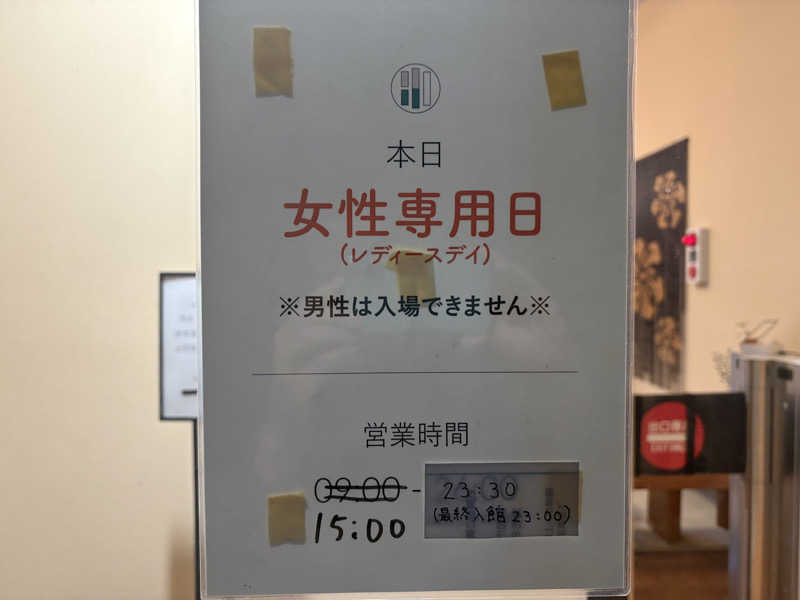 本日
女性専用日
(レディースデイ)
※男性は入場できません※
営業時間
09:00 - 23:30
15:00 (最終入館 23:00)